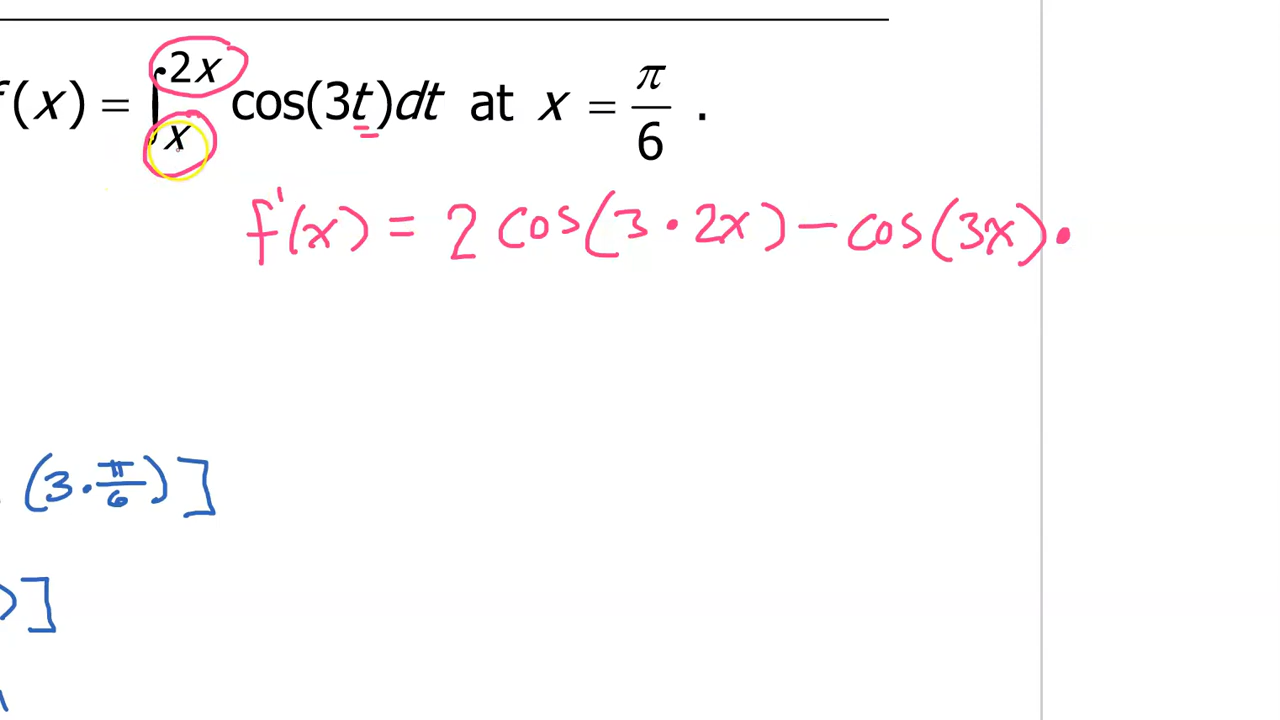 f(x) = ∫_x^{2x} cos(3t)dt at x = π/6 .
f'(x) = 2 cos(3·2x) − cos(3x)·
(3·π/6)]
)]